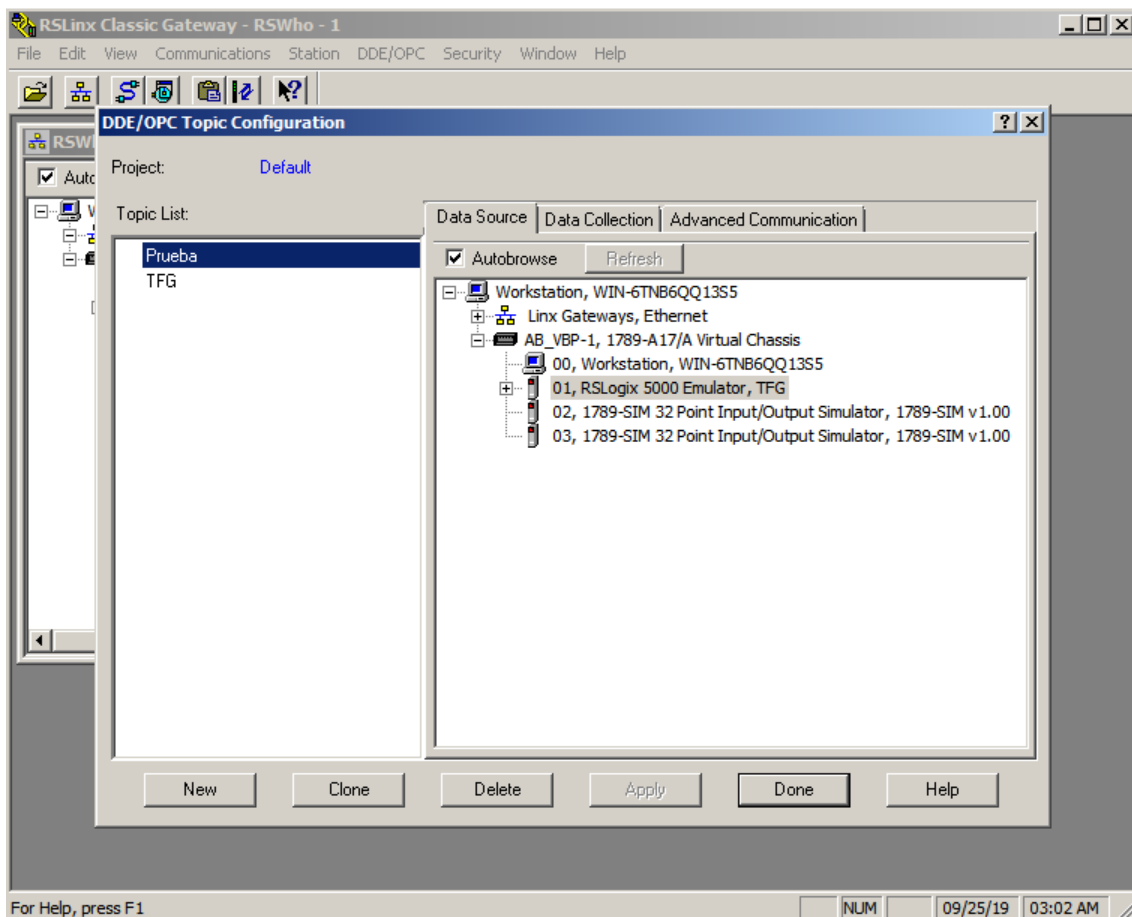 RSLinx Classic Gateway - RSWho - 1
File Edit View Communications Station DDE/OPC Security Window Help
DDE/OPC Topic Configuration
Project: Default
Topic List:
Prueba
TFG
Data Source Data Collection Advanced Communication
Autobrowse Refresh
Workstation, WIN-6TNB6QQ13S5
Linx Gateways, Ethernet
AB_VBP-1, 1789-A17/A Virtual Chassis
00, Workstation, WIN-6TNB6QQ13S5
01, RSLogix 5000 Emulator, TFG
02, 1789-SIM 32 Point Input/Output Simulator, 1789-SIM v1.00
03, 1789-SIM 32 Point Input/Output Simulator, 1789-SIM v1.00
New Clone Delete Apply Done Help
For Help, press F1 NUM 09/25/19 03:02 AM